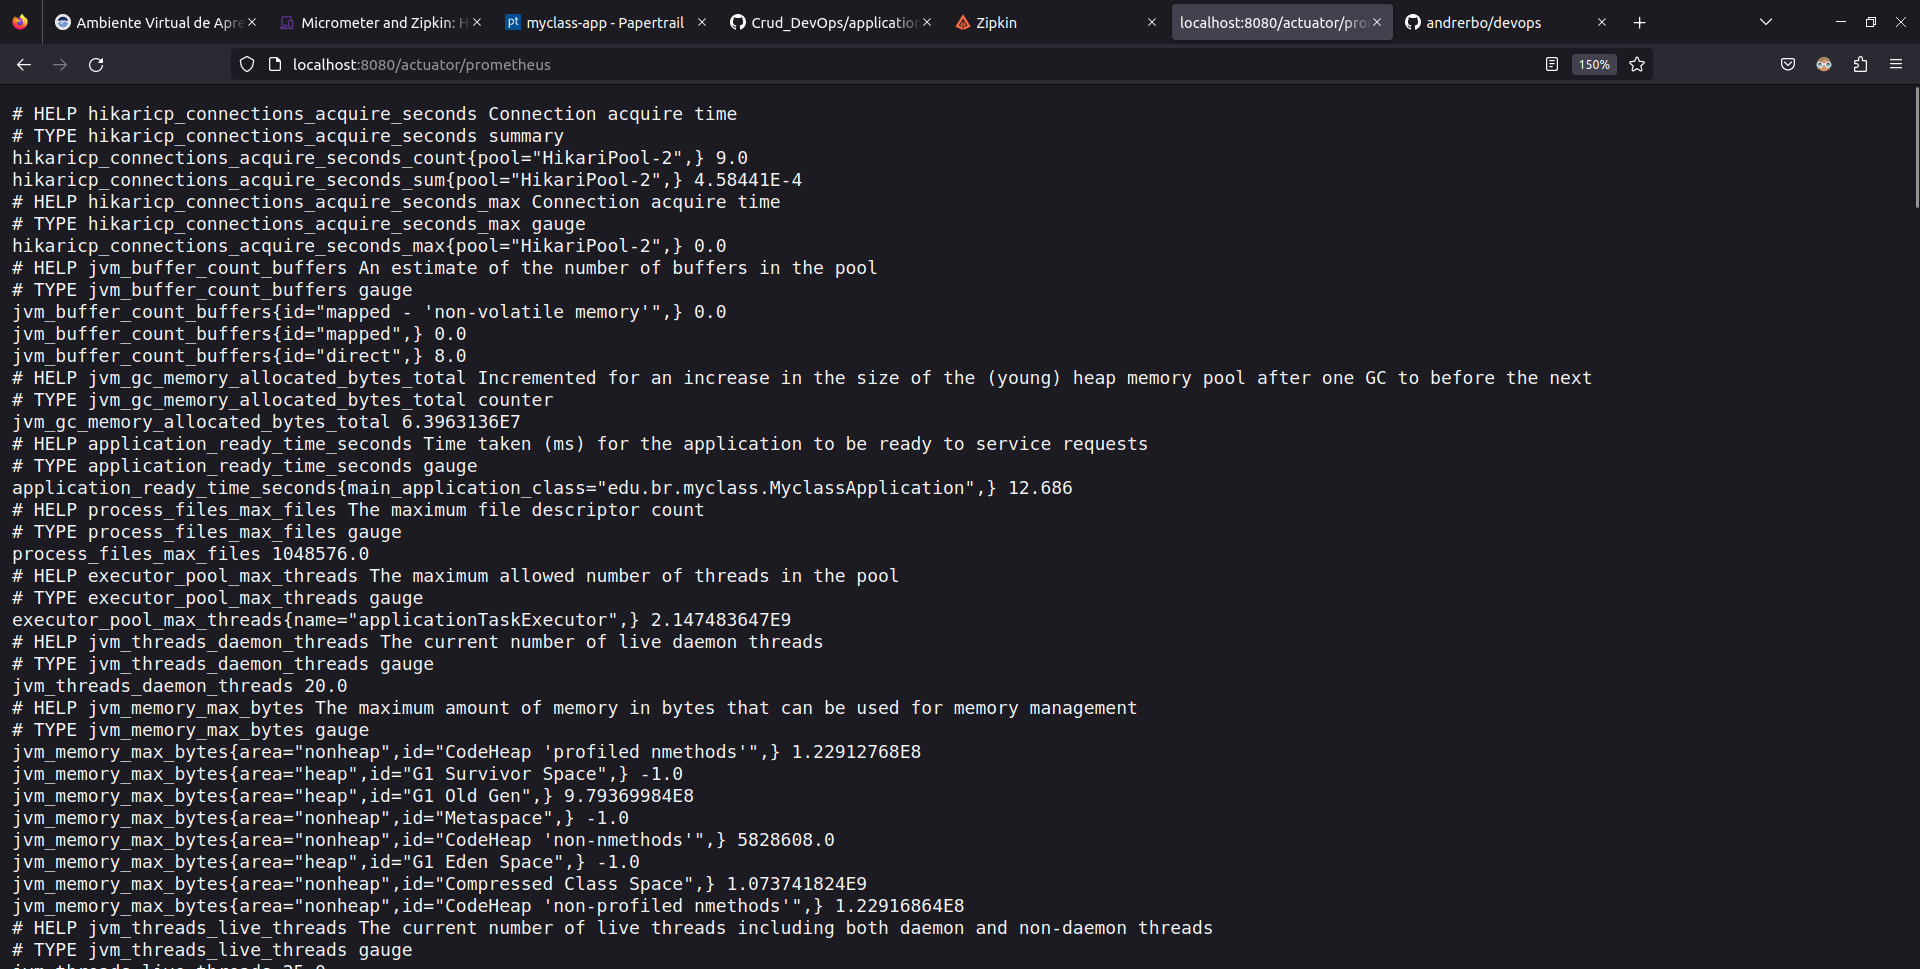 Ambiente Virtual de Apre
Micrometer and Zipkin: H
pt myclass-app - Papertrail
Crud_DevOps/application
Zipkin
localhost:8080/actuator/pro
andrerbo/devops
localhost:8080/actuator/prometheus
150%
# HELP hikaricp_connections_acquire_seconds Connection acquire time
# TYPE hikaricp_connections_acquire_seconds summary
hikaricp_connections_acquire_seconds_count{pool="HikariPool-2",} 9.0
hikaricp_connections_acquire_seconds_sum{pool="HikariPool-2",} 4.58441E-4
# HELP hikaricp_connections_acquire_seconds_max Connection acquire time
# TYPE hikaricp_connections_acquire_seconds_max gauge
hikaricp_connections_acquire_seconds_max{pool="HikariPool-2",} 0.0
# HELP jvm_buffer_count_buffers An estimate of the number of buffers in the pool
# TYPE jvm_buffer_count_buffers gauge
jvm_buffer_count_buffers{id="mapped - 'non-volatile memory'",} 0.0
jvm_buffer_count_buffers{id="mapped",} 0.0
jvm_buffer_count_buffers{id="direct",} 8.0
# HELP jvm_gc_memory_allocated_bytes_total Incremented for an increase in the size of the (young) heap memory pool after one GC to before the next
# TYPE jvm_gc_memory_allocated_bytes_total counter
jvm_gc_memory_allocated_bytes_total 6.3963136E7
# HELP application_ready_time_seconds Time taken (ms) for the application to be ready to service requests
# TYPE application_ready_time_seconds gauge
application_ready_time_seconds{main_application_class="edu.br.myclass.MyclassApplication",} 12.686
# HELP process_files_max_files The maximum file descriptor count
# TYPE process_files_max_files gauge
process_files_max_files 1048576.0
# HELP executor_pool_max_threads The maximum allowed number of threads in the pool
# TYPE executor_pool_max_threads gauge
executor_pool_max_threads{name="applicationTaskExecutor",} 2.147483647E9
# HELP jvm_threads_daemon_threads The current number of live daemon threads
# TYPE jvm_threads_daemon_threads gauge
jvm_threads_daemon_threads 20.0
# HELP jvm_memory_max_bytes The maximum amount of memory in bytes that can be used for memory management
# TYPE jvm_memory_max_bytes gauge
jvm_memory_max_bytes{area="nonheap",id="CodeHeap 'profiled nmethods'",} 1.22912768E8
jvm_memory_max_bytes{area="heap",id="G1 Survivor Space",} -1.0
jvm_memory_max_bytes{area="heap",id="G1 Old Gen",} 9.79369984E8
jvm_memory_max_bytes{area="nonheap",id="Metaspace",} -1.0
jvm_memory_max_bytes{area="nonheap",id="CodeHeap 'non-nmethods'",} 5828608.0
jvm_memory_max_bytes{area="heap",id="G1 Eden Space",} -1.0
jvm_memory_max_bytes{area="nonheap",id="Compressed Class Space",} 1.073741824E9
jvm_memory_max_bytes{area="nonheap",id="CodeHeap 'non-profiled nmethods'",} 1.22916864E8
# HELP jvm_threads_live_threads The current number of live threads including both daemon and non-daemon threads
# TYPE jvm_threads_live_threads gauge
jvm_threads_live_threads 25.0